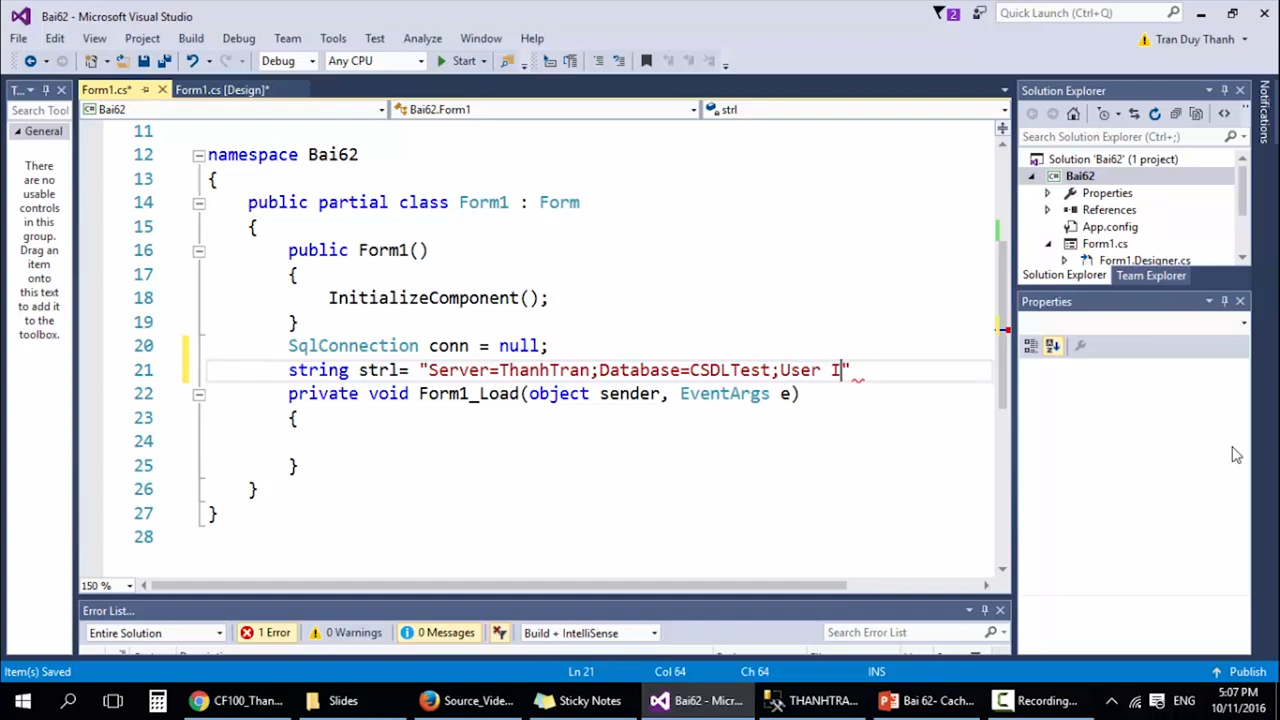 Bai62 - Microsoft Visual Studio
2
Quick Launch (Ctrl+Q)
File Edit View Project Build Debug Team Tools Test Analyze Window Help
Tran Duy Thanh
Debug Any CPU Start
T...
Form1.cs*
Form1.cs [Design]*
Solution Explorer
Notifications
Search Tool
Bai62
Bai62.Form1
strl
General
There
are no
usable
controls
in this
group.
Drag an
item
onto
this text
to add it
to the
toolbox.
11
12 namespace Bai62
13 {
14 public partial class Form1 : Form
15 {
16 public Form1()
17 {
18 InitializeComponent();
19 }
20 SqlConnection conn = null;
21 string strl= "Server=ThanhTran;Database=CSDLTest;User I"
22 private void Form1_Load(object sender, EventArgs e)
23 {
24
25 }
26 }
27 }
28
150 %
Search Solution Explorer (Ctrl+;)
Solution 'Bai62' (1 project)
Bai62
Properties
References
App.config
Form1.cs
Form1.Designer.cs
Solution Explorer Team Explorer
Properties
Error List...
Entire Solution 1 Error 0 Warnings 0 Messages Build + IntelliSense Search Error List
Item(s) Saved Ln 21 Col 64 Ch 64 INS Publish
CF100_Than... Slides Source_Vide... Sticky Notes Bai62 - Micr... THANHTRA... Bai 62- Cach... Recording... ENG
5:07 PM
10/11/2016